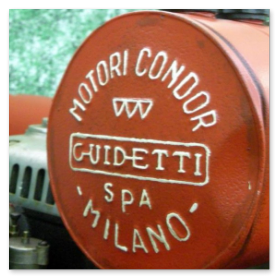 MOTORI CONDOR
GUIDETTI
SPA
MILANO